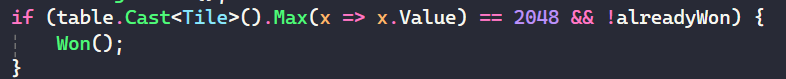 if (table.Cast<Tile>().Max(x => x.Value) == 2048 && !alreadyWon) {
    Won();
}